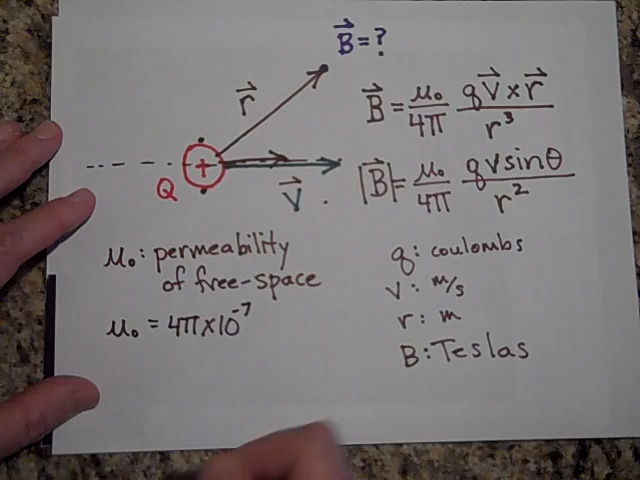 B⃗ = ?
r⃗
+
Q
V⃗
B⃗ = μ₀/4π qV⃗ × r⃗/r³
|B⃗| = μ₀/4π qvsinθ/r²
μ₀: permeability
of free-space
μ₀ = 4π×10⁻⁷
q: coulombs
v: m/s
r: m
B: Teslas